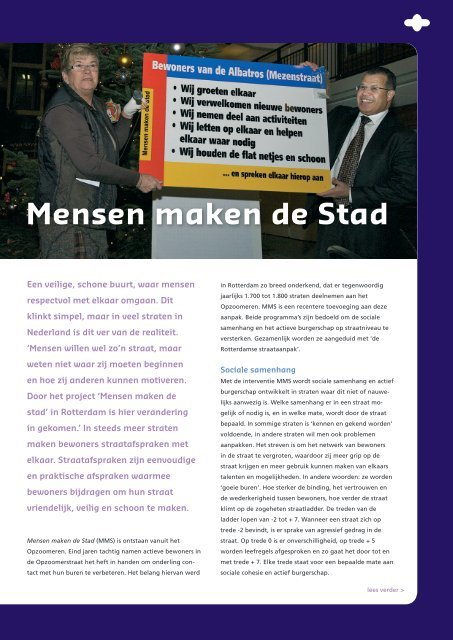 Mensen maken de stad
Bewoners van de Albatros (Mezenstraat)
• Wij groeten elkaar
• Wij verwelkomen nieuwe bewoners
• Wij nemen deel aan activiteiten
• Wij letten op elkaar en helpen
elkaar waar nodig
• Wij houden de flat netjes en schoon
... en spreken elkaar hierop aan
Mensen maken de Stad
Een veilige, schone buurt, waar mensen
respectvol met elkaar omgaan. Dit
klinkt simpel, maar in veel straten in
Nederland is dit ver van de realiteit.
‘Mensen willen wel zo’n straat, maar
weten niet waar zij moeten beginnen
en hoe zij anderen kunnen motiveren.
Door het project ‘Mensen maken de
stad’ in Rotterdam is hier verandering
in gekomen.’ In steeds meer straten
maken bewoners straatafspraken met
elkaar. Straatafspraken zijn eenvoudige
en praktische afspraken waarmee
bewoners bijdragen om hun straat
vriendelijk, veilig en schoon te maken.
Mensen maken de Stad (MMS) is ontstaan vanuit het
Opzoomeren. Eind jaren tachtig namen actieve bewoners in
de Opzoomerstraat het heft in handen om onderling con-
tact met hun buren te verbeteren. Het belang hiervan werd
in Rotterdam zo breed onderkend, dat er tegenwoordig
jaarlijks 1.700 tot 1.800 straten deelnemen aan het
Opzoomeren. MMS is een recentere toevoeging aan deze
aanpak. Beide programma’s zijn bedoeld om de sociale
samenhang en het actieve burgerschap op straatniveau te
versterken. Gezamenlijk worden ze aangeduid met ‘de
Rotterdamse straataanpak’.
Sociale samenhang
Met de interventie MMS wordt sociale samenhang en actief
burgerschap ontwikkelt in straten waar dit niet of nauwe-
lijks aanwezig is. Welke samenhang er in een straat mo-
gelijk of nodig is, en in welke mate, wordt door de straat
bepaald. In sommige straten is ‘kennen en gekend worden’
voldoende, in andere straten wil men ook problemen
aanpakken. Het streven is om het netwerk van bewoners
in de straat te vergroten, waardoor zij meer grip op de
straat krijgen en meer gebruik kunnen maken van elkaars
talenten en mogelijkheden. In andere woorden: ze worden
‘goeie buren’. Hoe sterker de binding, het vertrouwen en
de wederkerigheid tussen bewoners, hoe verder de straat
klimt op de zogeheten straatladder. De treden van de
ladder lopen van -2 tot + 7. Wanneer een straat zich op
trede -2 bevindt, is er sprake van agressief gedrag in de
straat. Op trede 0 is er onverschilligheid, op trede + 5
worden leefregels afgesproken en zo gaat het door tot en
met trede + 7. Elke trede staat voor een bepaalde mate aan
sociale cohesie en actief burgerschap.
lees verder >